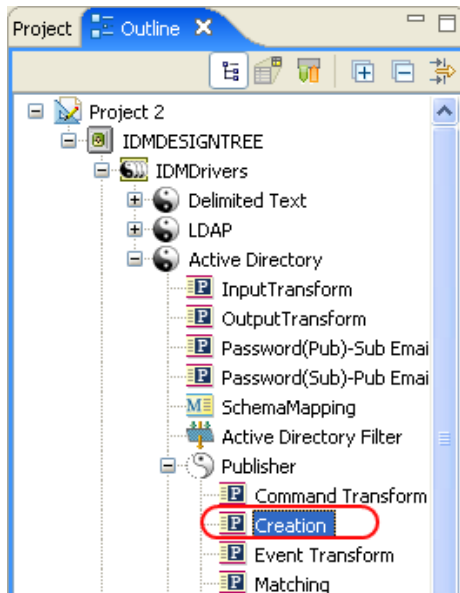 Project Outline
Project 2
IDMDESIGNTREE
IDMDrivers
Delimited Text
LDAP
Active Directory
P InputTransform
P OutputTransform
P Password(Pub)-Sub Emai
P Password(Sub)-Pub Emai
M SchemaMapping
Active Directory Filter
Publisher
P Command Transform
P Creation
P Event Transform
P Matching